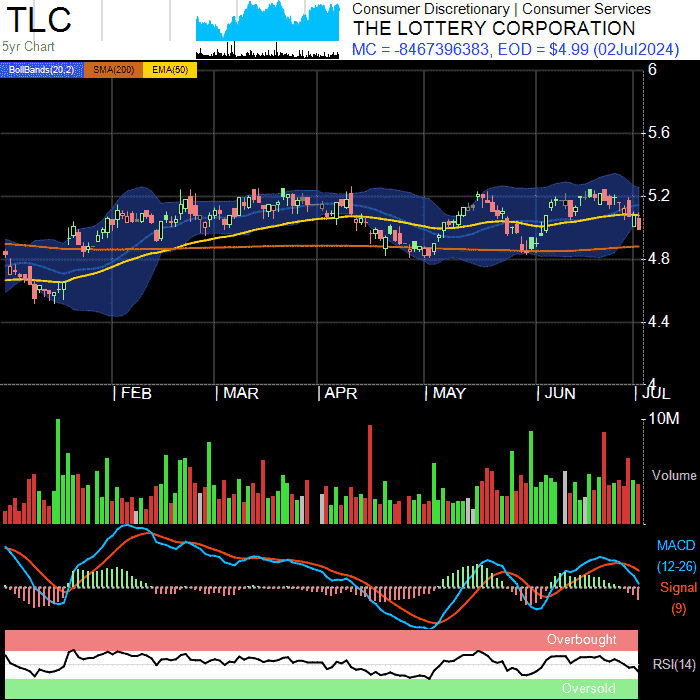 TLC
5yr Chart
Consumer Discretionary | Consumer Services
THE LOTTERY CORPORATION
MC = -8467396383, EOD = $4.99 (02Jul2024)
BollBands(20,2) SMA(200) EMA(50)
6
5.6
5.2
4.8
4.4
4
FEB MAR APR MAY JUN JUL
10M
Volume
MACD
(12-26)
Signal
(9)
Overbought
RSI(14)
Oversold